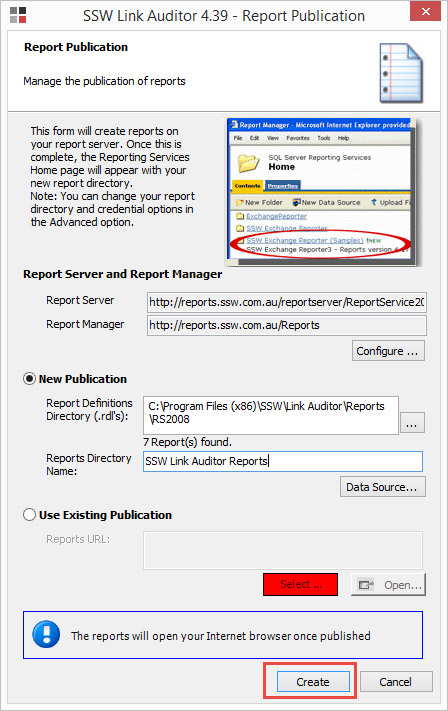 SSW Link Auditor 4.39 - Report Publication
Report Publication
Manage the publication of reports
This form will create reports on
your report server. Once this is
complete, the Reporting Services
Home page will appear with your
new report directory.
Note: You can change your report
directory and credential options in
the Advanced option.
Report Manager - Microsoft Internet Explorer provided
File Edit View Favorites Tools Help
SQL Server Reporting Services
Home
Contents Properties
New Folder New Data Source Upload Fi
ExchangeReporter
SSW Exchange Reporter
SSW Exchange Reporter (Samples) !NEW
SSW Exchange Reporter3 - Reports version
Report Server and Report Manager
Report Server http://reports.ssw.com.au/reportserver/ReportService20
Report Manager http://reports.ssw.com.au/Reports
Configure ...
New Publication
Report Definitions
Directory (.rdl's):
C:\Program Files (x86)\SSW\Link Auditor\Reports
\RS2008
...
7 Report(s) found.
Reports Directory
Name:
SSW Link Auditor Reports
Data Source...
Use Existing Publication
Reports URL:
Select ...
Open...
The reports will open your Internet browser once published
Create
Cancel